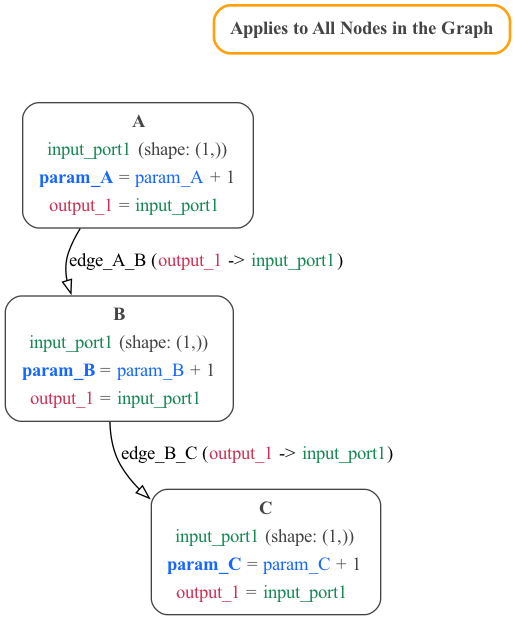 Applies to All Nodes in the Graph
A
input_port1 (shape: (1,))
param_A = param_A + 1
output_1 = input_port1
edge_A_B (output_1 -> input_port1)
B
input_port1 (shape: (1,))
param_B = param_B + 1
output_1 = input_port1
edge_B_C (output_1 -> input_port1)
C
input_port1 (shape: (1,))
param_C = param_C + 1
output_1 = input_port1